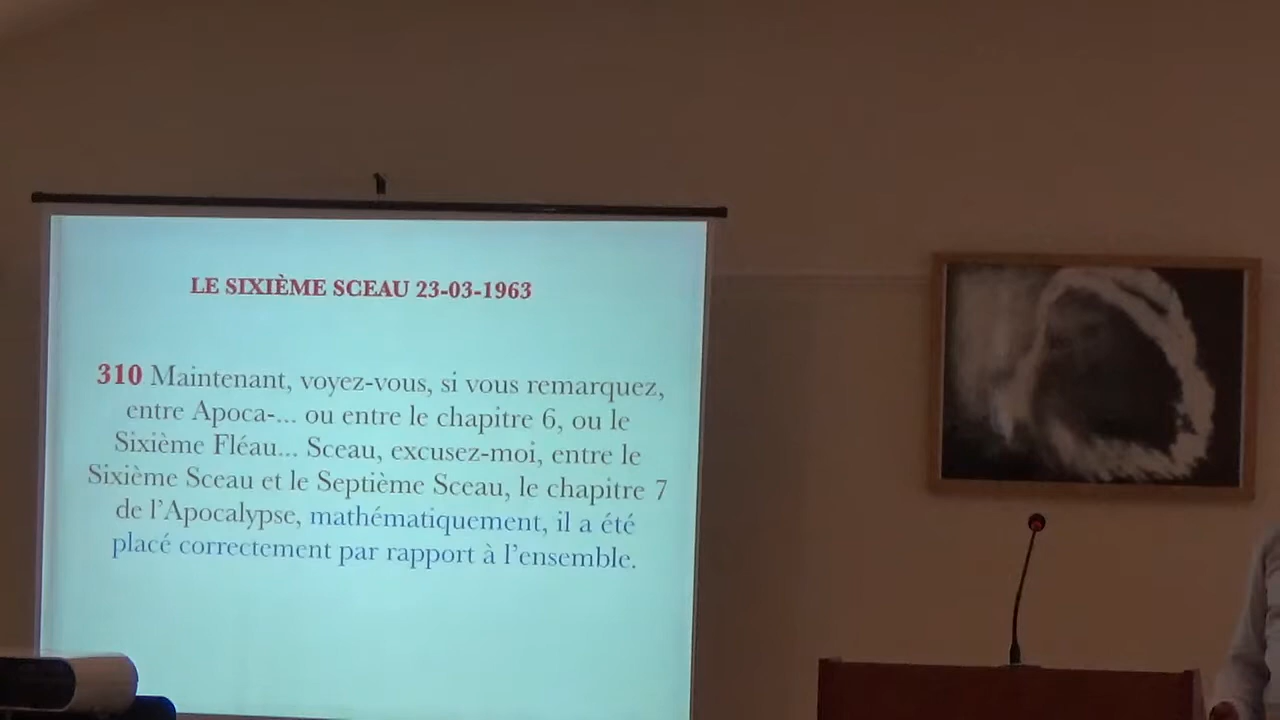 LE SIXIÈME SCEAU 23-03-1963
310 Maintenant, voyez-vous, si vous remarquez,
entre Apoca-... ou entre le chapitre 6, ou le
Sixième Fléau... Sceau, excusez-moi, entre le
Sixième Sceau et le Septième Sceau, le chapitre 7
de l’Apocalypse, mathématiquement, il a été
placé correctement par rapport à l’ensemble.